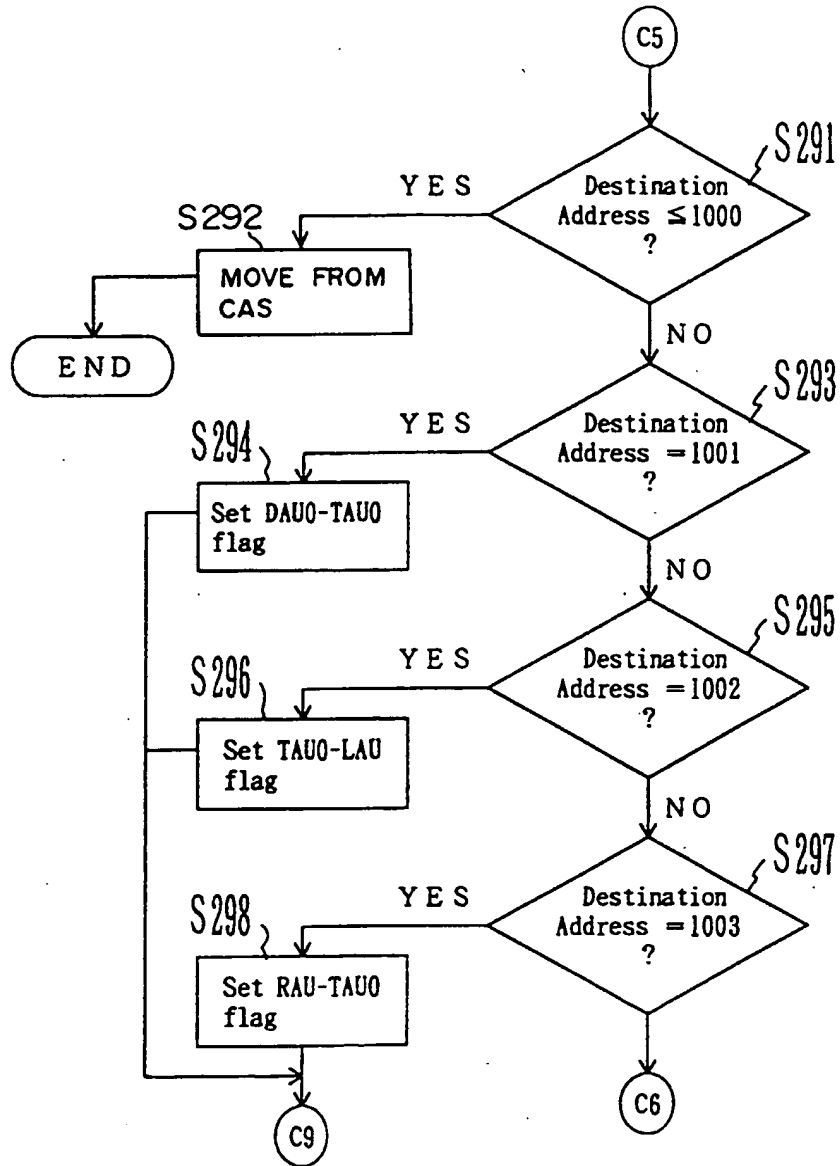 C5
S291
Destination
Address ≦1000
?
YES
S292
MOVE FROM
CAS
END
NO
S293
Destination
Address =1001
?
YES
S294
Set DAU0-TAU0
flag
NO
S295
Destination
Address =1002
?
YES
S296
Set TAU0-LAU
flag
NO
S297
Destination
Address =1003
?
YES
S298
Set RAU-TAU0
flag
C9
C6